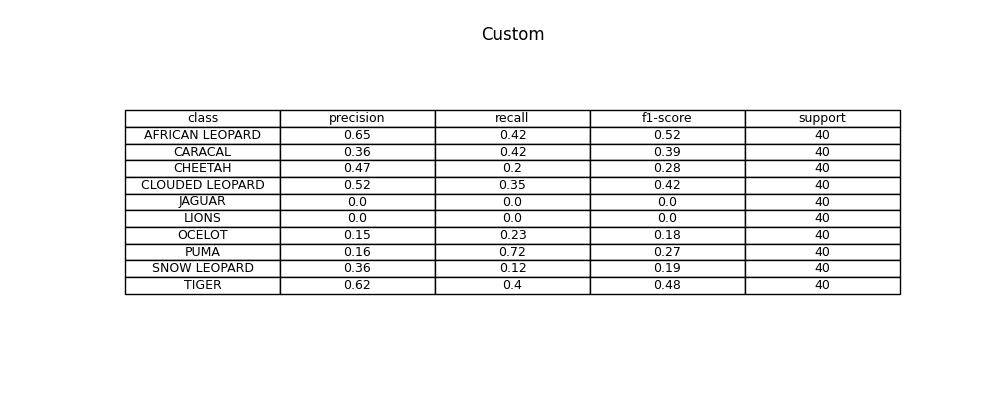 Custom
class precision recall f1-score support
AFRICAN LEOPARD 0.65 0.42 0.52 40
CARACAL 0.36 0.42 0.39 40
CHEETAH 0.47 0.2 0.28 40
CLOUDED LEOPARD 0.52 0.35 0.42 40
JAGUAR 0.0 0.0 0.0 40
LIONS 0.0 0.0 0.0 40
OCELOT 0.15 0.23 0.18 40
PUMA 0.16 0.72 0.27 40
SNOW LEOPARD 0.36 0.12 0.19 40
TIGER 0.62 0.4 0.48 40